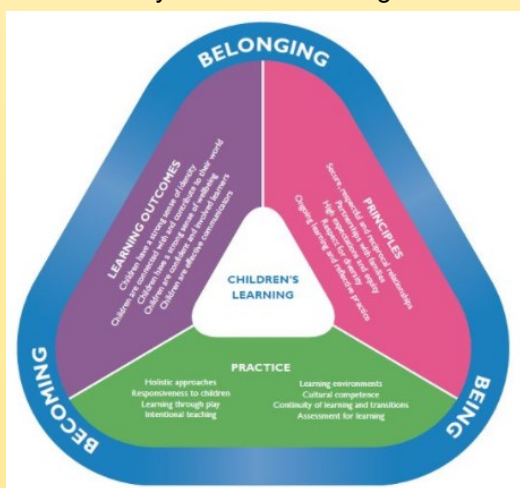 BELONGING
LEARNING OUTCOMES
Children have a strong sense of identity
Children are connected with and contribute to their world
Children have a strong sense of wellbeing
Children are confident and involved learners
Children are effective communicators
PRINCIPLES
Secure, respectful and reciprocal relationships
Partnerships with families
High expectations and equity
Respect for diversity
Ongoing learning and reflective practice
CHILDREN'S
LEARNING
PRACTICE
Holistic approaches
Responsiveness to children
Learning through play
Intentional teaching
Learning environments
Cultural competence
Continuity of learning and transitions
Assessment for learning
BECOMING
BEING